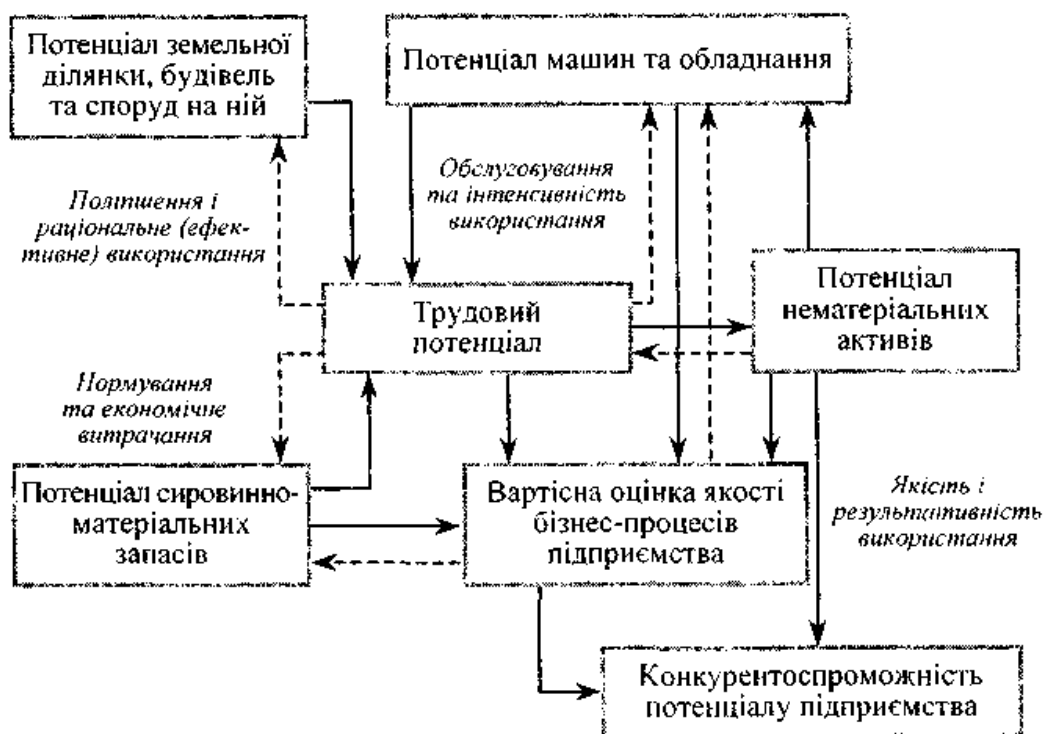 Потенціал земельної
ділянки, будівель
та споруд на ній
Потенціал машин та обладнання
Обслуговування
та інтенсивність
використання
Поліпшення і
раціональне (ефек-
тивне) використання
Трудовий
потенціал
Потенціал
нематеріальних
активів
Нормування
та економічне
витрачання
Потенціал сировинно-
матеріальних
запасів
Вартісна оцінка якості
бізнес-процесів
підприємства
Якість і
результативність
використання
Конкурентоспроможність
потенціалу підприємства